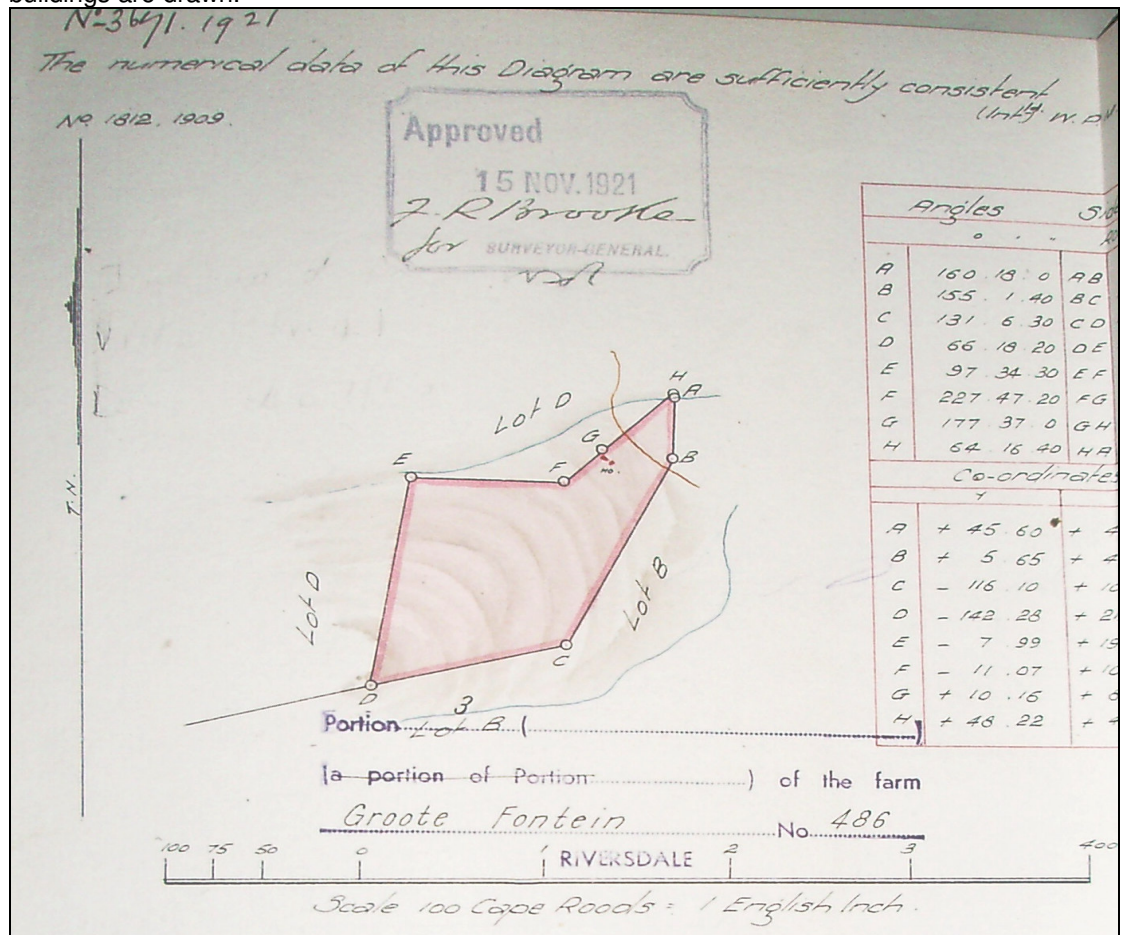 buildings are drawn.
No 3641. 1921
The numerical data of this Diagram are sufficiently consistent
(Intd)
No 1812. 1909.
Approved
15 NOV. 1921
for SURVEYOR-GENERAL.
Angles
° ' "
A 160.18.0 AB
B 155.1.40 BC
C 131.6.30 CD
D 66.18.20 DE
E 97.34.30 EF
F 227.47.20 FG
G 177.37.0 GH
H 64.16.40 HA
Co-ordinates
Y
A + 45.60 +
B + 5.65 +
C - 116.10 +
D - 142.28 +
E - 7.99 +
F - 11.07 +
G + 10.16 +
H + 48.22 +
T.N.
H
A
Lot D
G
B
E
F
Ho.
Lot D
Lot B
C
D
3
Portion Lot B (
)
(a portion of Portion ) of the farm
Groote Fontein No. 486
100 75 50 0 1 2 3 400
RIVERSDALE
Scale 100 Cape Roods = 1 English Inch.